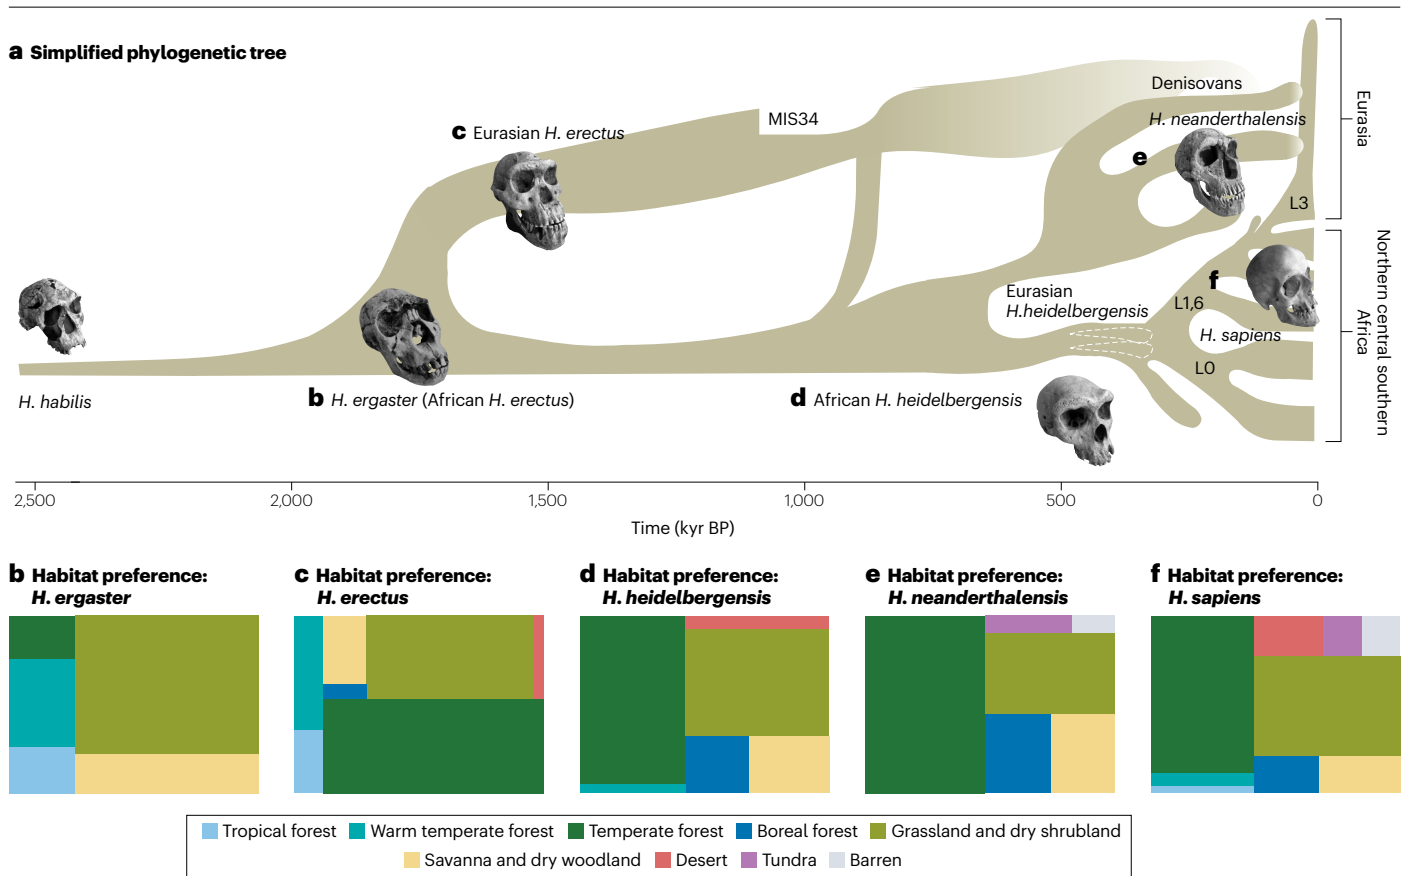 a Simplified phylogenetic tree
Denisovans
MIS34
H. neanderthalensis
c Eurasian H. erectus
e
Eurasia
L3
f
Eurasian
H.heidelbergensis
L1,6
H. sapiens
L0
Northern central southern
Africa
H. habilis
b H. ergaster (African H. erectus)
d African H. heidelbergensis
2,500
2,000
1,500
1,000
500
0
Time (kyr BP)
b Habitat preference:
H. ergaster
c Habitat preference:
H. erectus
d Habitat preference:
H. heidelbergensis
e Habitat preference:
H. neanderthalensis
f Habitat preference:
H. sapiens
Tropical forest
Warm temperate forest
Temperate forest
Boreal forest
Grassland and dry shrubland
Savanna and dry woodland
Desert
Tundra
Barren